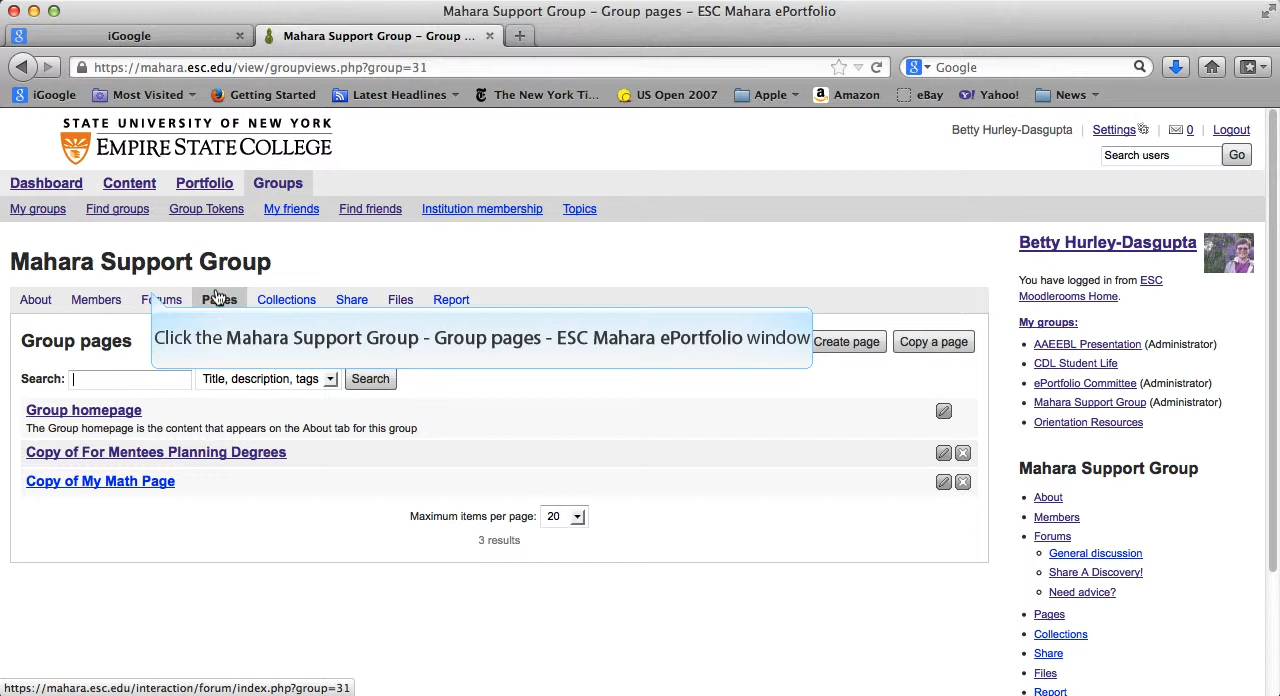 Mahara Support Group - Group pages - ESC Mahara ePortfolio
iGoogle
Mahara Support Group - Group ...
https://mahara.esc.edu/view/groupviews.php?group=31
Google
iGoogle Most Visited Getting Started Latest Headlines The New York Ti... US Open 2007 Apple Amazon eBay Yahoo! News
STATE UNIVERSITY OF NEW YORK
EMPIRE STATE COLLEGE
Betty Hurley-Dasgupta | Settings | 0 | Logout
Search users Go
Dashboard Content Portfolio Groups
My groups Find groups Group Tokens My friends Find friends Institution membership Topics
Mahara Support Group
About Members Forums Pages Collections Share Files Report
Click the Mahara Support Group - Group pages - ESC Mahara ePortfolio window
Group pages
Create page Copy a page
Search: Title, description, tags Search
Group homepage
The Group homepage is the content that appears on the About tab for this group
Copy of For Mentees Planning Degrees
Copy of My Math Page
Maximum items per page: 20
3 results
Betty Hurley-Dasgupta
You have logged in from ESC
Moodlerooms Home.
My groups:
AAEEBL Presentation (Administrator)
CDL Student Life
ePortfolio Committee (Administrator)
Mahara Support Group (Administrator)
Orientation Resources
Mahara Support Group
About
Members
Forums
General discussion
Share A Discovery!
Need advice?
Pages
Collections
Share
Files
Report
https://mahara.esc.edu/interaction/forum/index.php?group=31